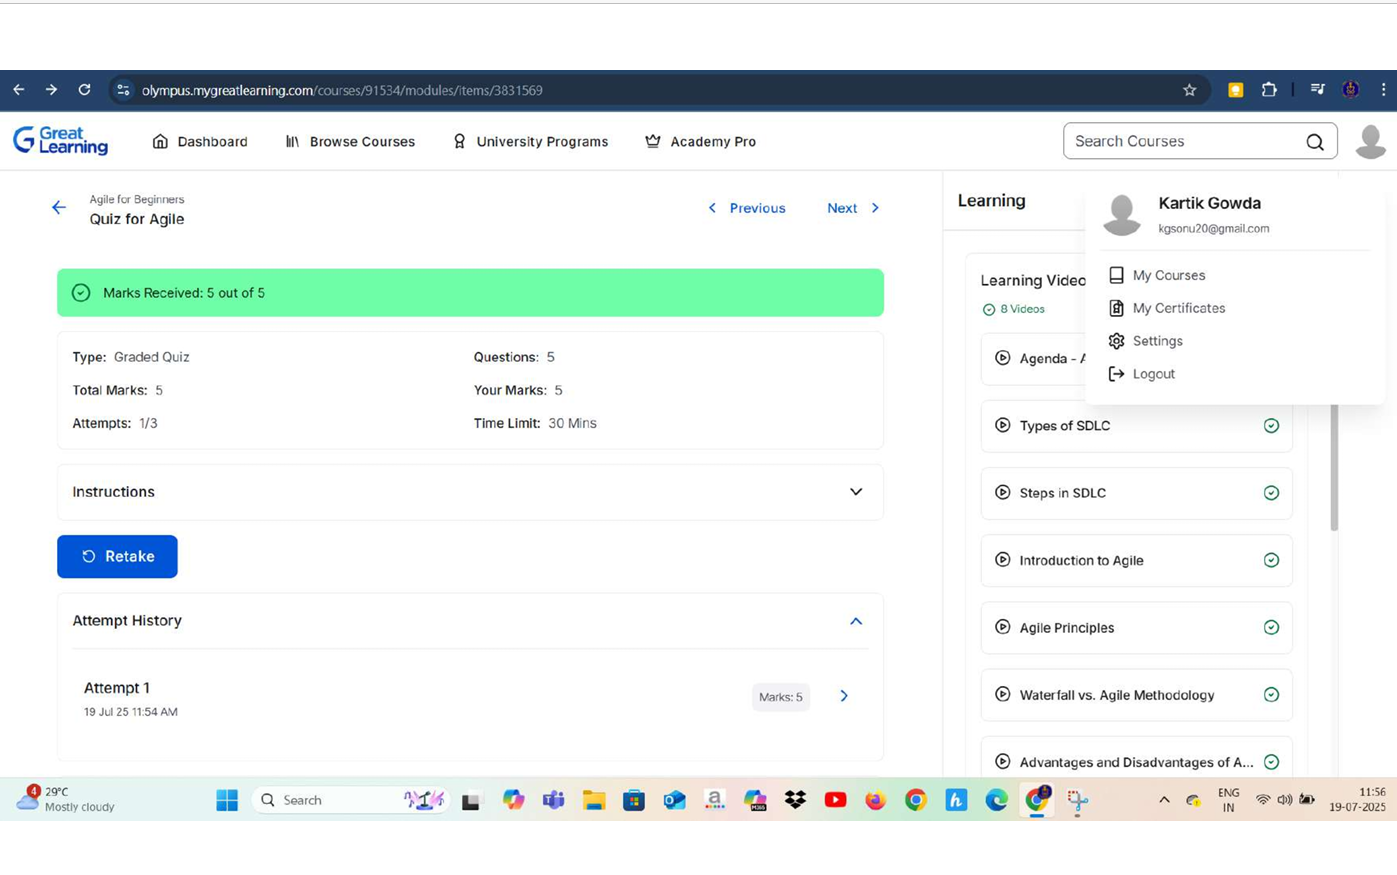 olympus.mygreatlearning.com/courses/91534/modules/items/3831569
Great
Learning
Dashboard
Browse Courses
University Programs
Academy Pro
Search Courses
Agile for Beginners
Quiz for Agile
Previous
Next
Marks Received: 5 out of 5
Type: Graded Quiz
Questions: 5
Total Marks: 5
Your Marks: 5
Attempts: 1/3
Time Limit: 30 Mins
Instructions
Retake
Attempt History
Attempt 1
19 Jul 25 11:54 AM
Marks: 5
Learning
Kartik Gowda
kgsonu20@gmail.com
My Courses
My Certificates
Settings
Logout
Learning Video
8 Videos
Agenda - A
Types of SDLC
Steps in SDLC
Introduction to Agile
Agile Principles
Waterfall vs. Agile Methodology
Advantages and Disadvantages of A...
4
29°C
Mostly cloudy
Search
a
M365
h
ENG
IN
11:56
19-07-2025